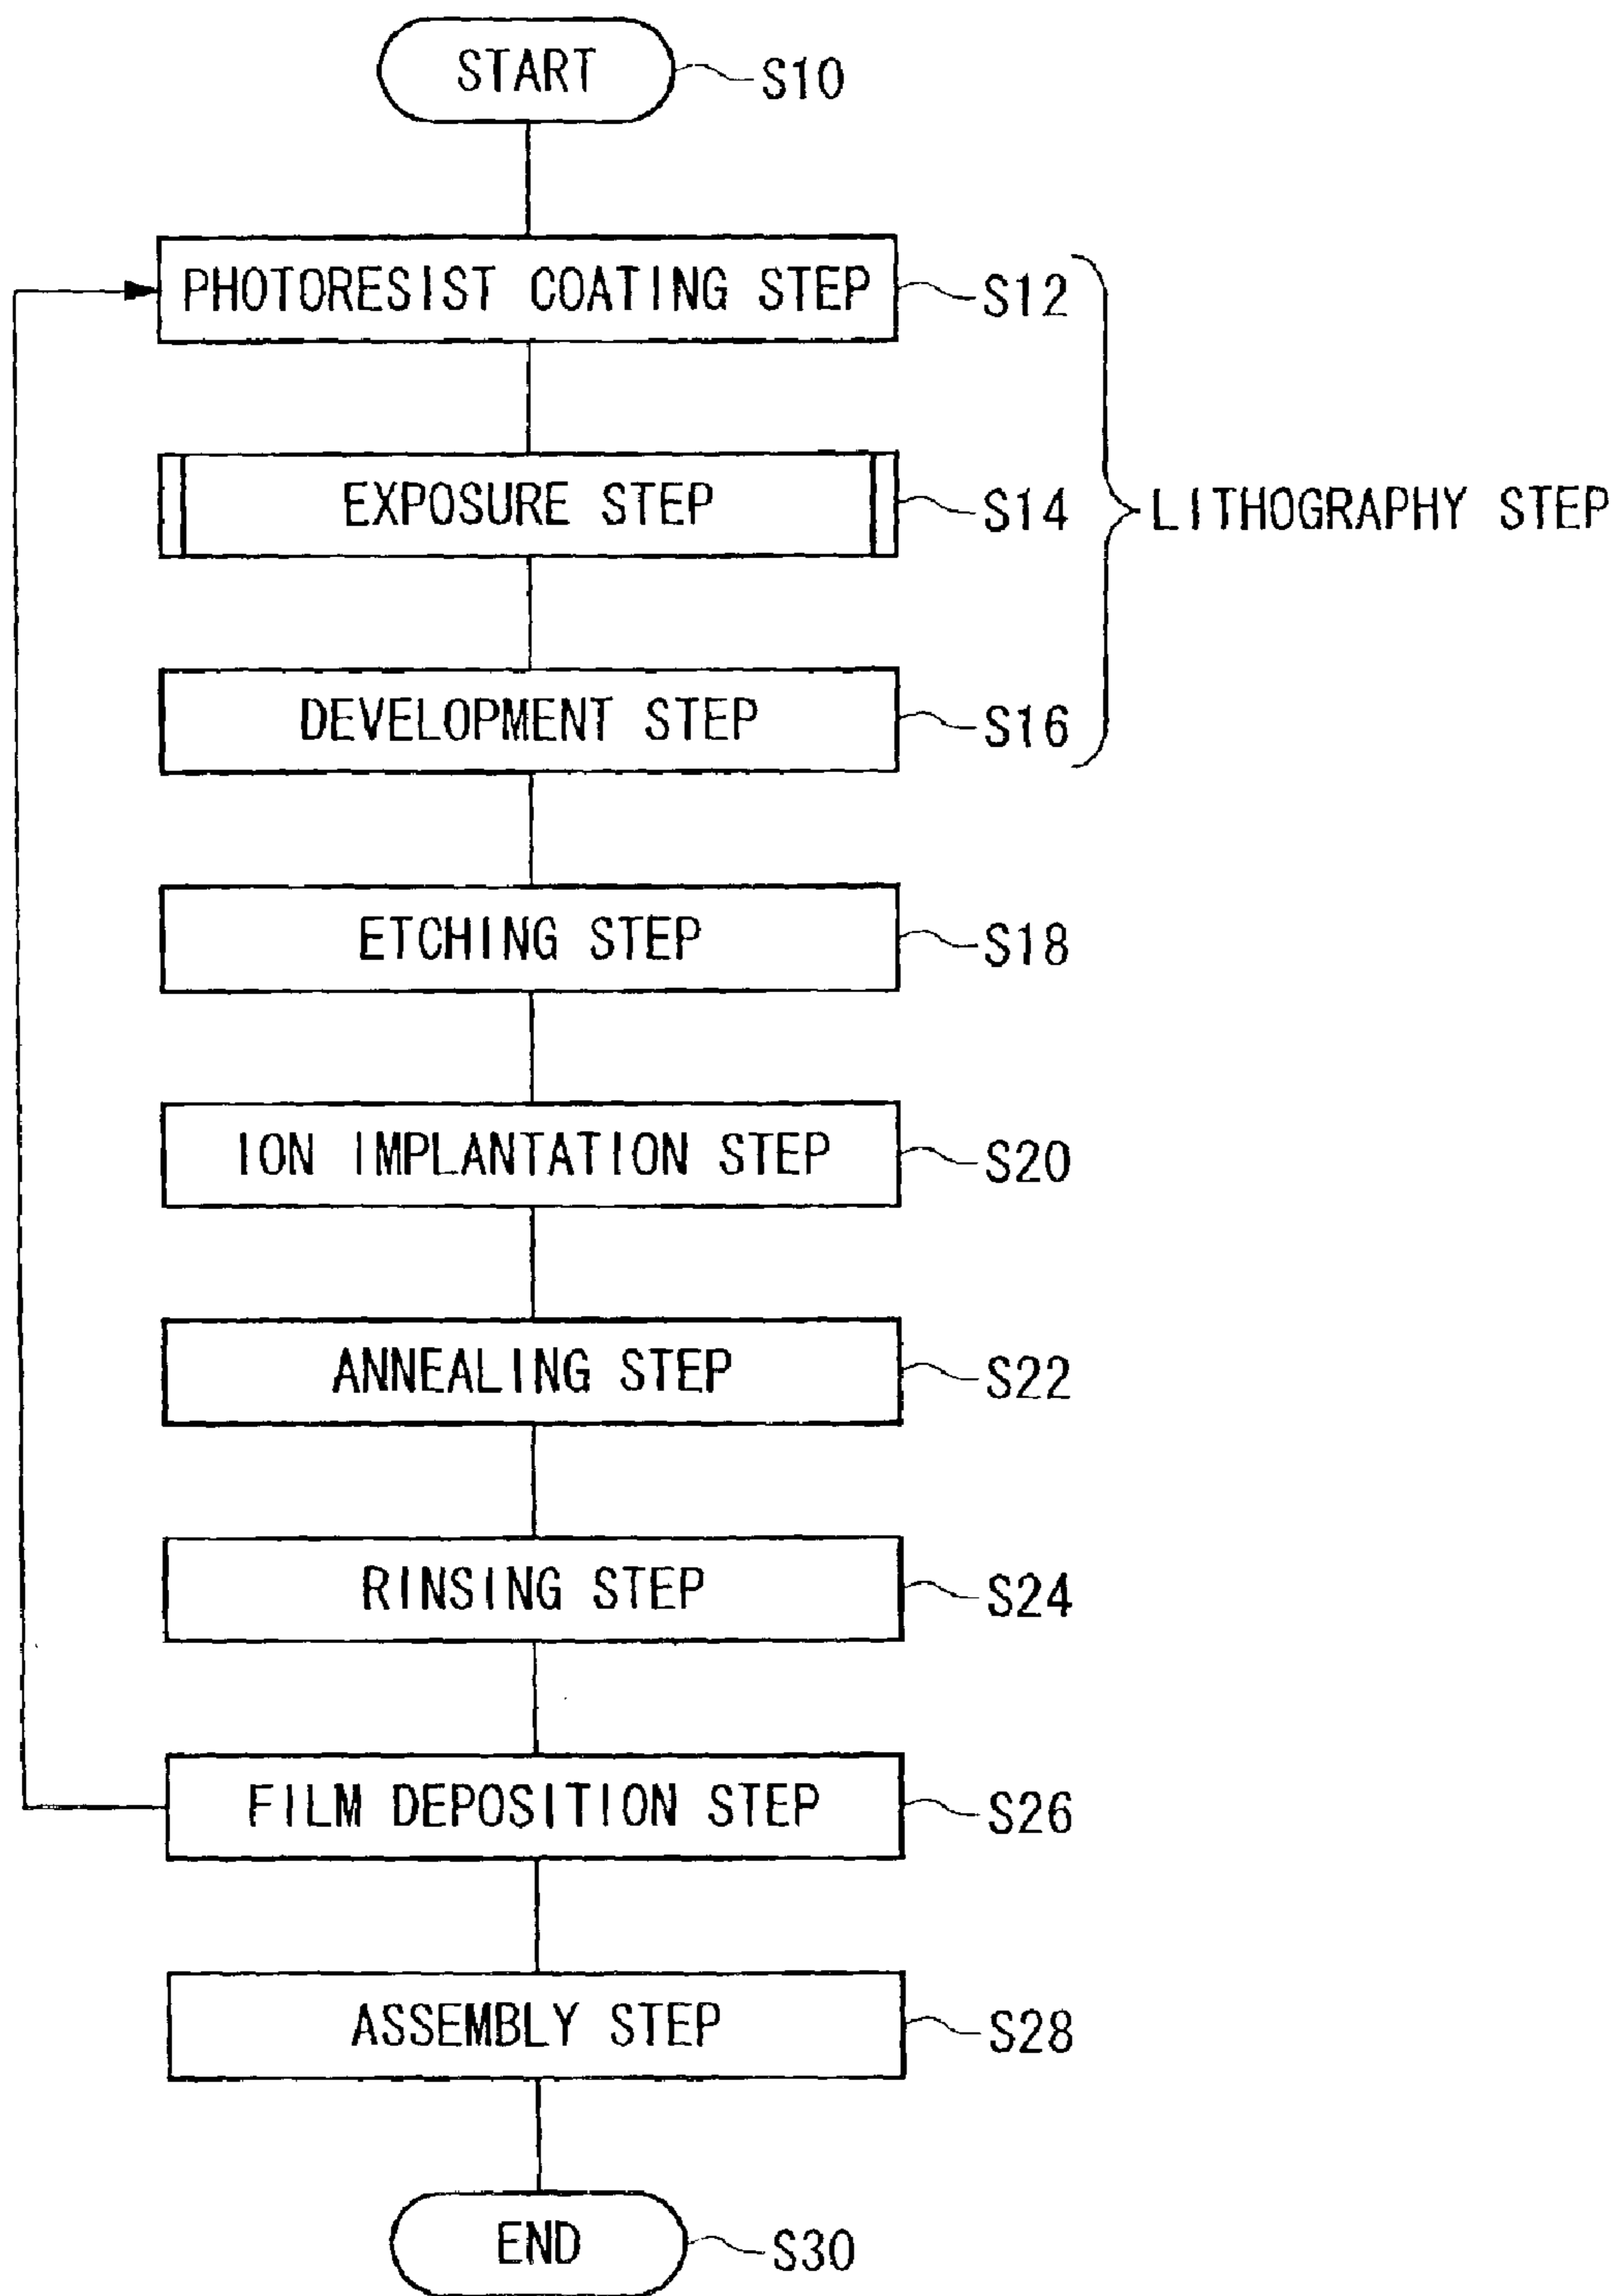 START S10
PHOTORESIST COATING STEP S12
EXPOSURE STEP S14 LITHOGRAPHY STEP
DEVELOPMENT STEP S16
ETCHING STEP S18
ION IMPLANTATION STEP S20
ANNEALING STEP S22
RINSING STEP S24
FILM DEPOSITION STEP S26
ASSEMBLY STEP S28
END S30